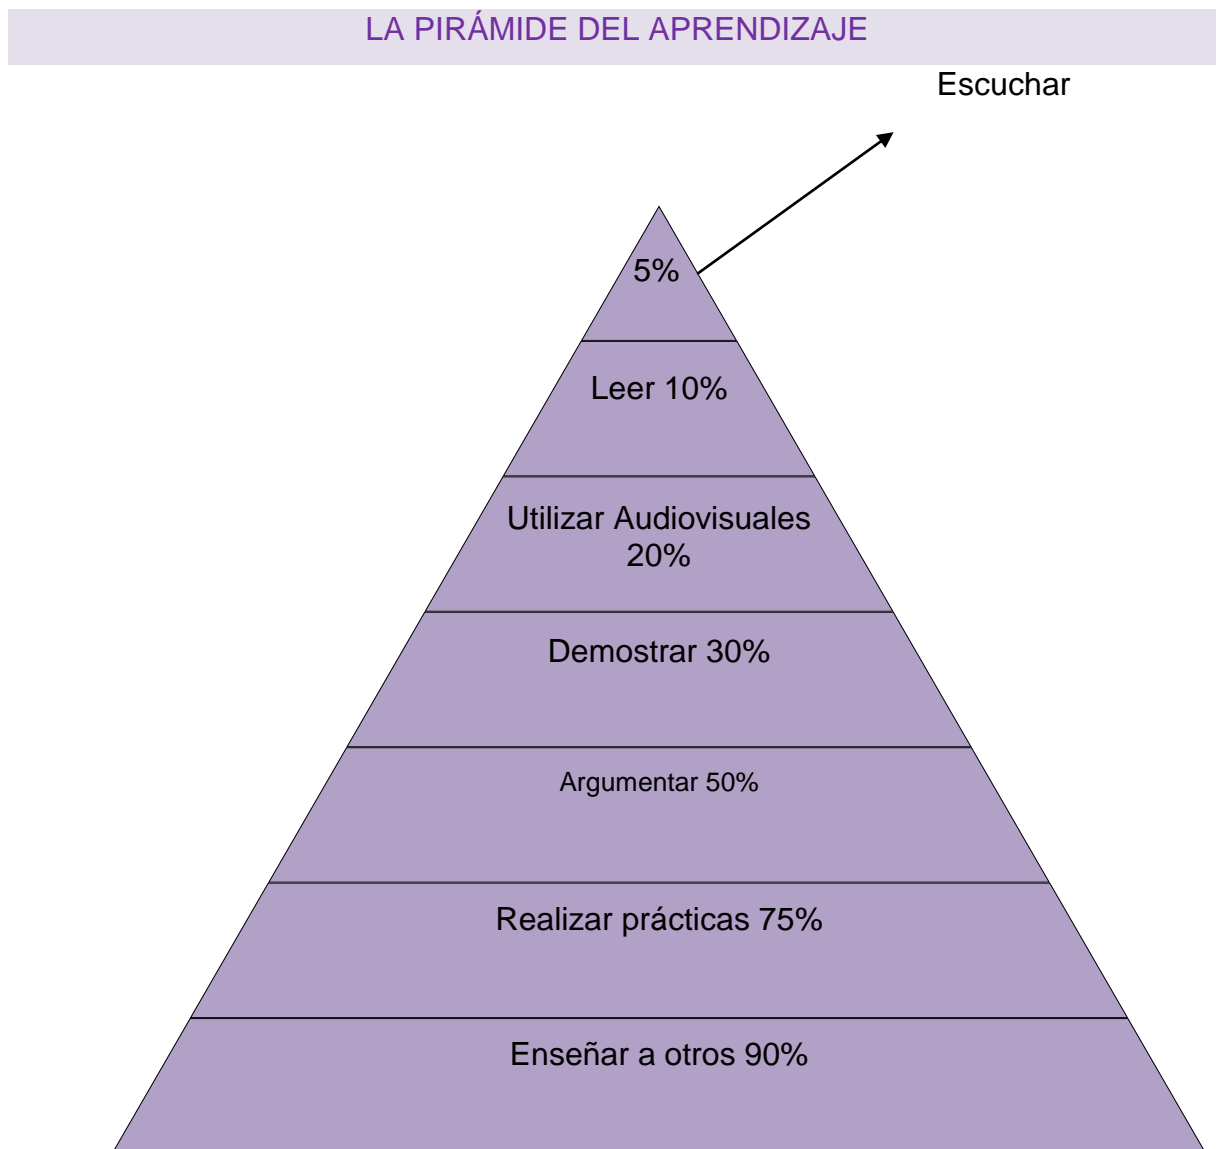 LA PIRÁMIDE DEL APRENDIZAJE
Escuchar
5%
Leer 10%
Utilizar Audiovisuales
20%
Demostrar 30%
Argumentar 50%
Realizar prácticas 75%
Enseñar a otros 90%